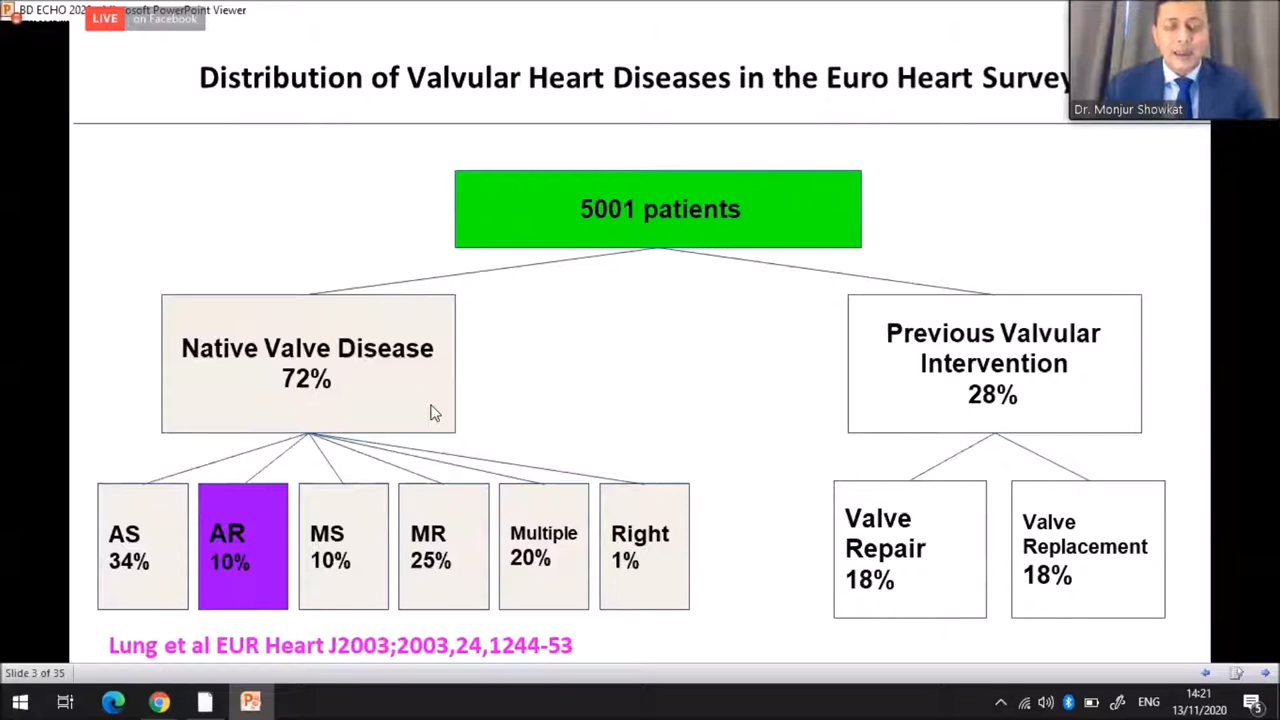 BD ECHO 202
osoft PowerPoint Viewer
LIVE on Facebook
Distribution of Valvular Heart Diseases in the Euro Heart Survey
Dr. Monjur Showkat
5001 patients
Native Valve Disease
72%
Previous Valvular
Intervention
28%
AS
34%
AR
10%
MS
10%
MR
25%
Multiple
20%
Right
1%
Valve
Repair
18%
Valve
Replacement
18%
Lung et al EUR Heart J2003;2003,24,1244-53
Slide 3 of 35
ENG
14:21
13/11/2020
5